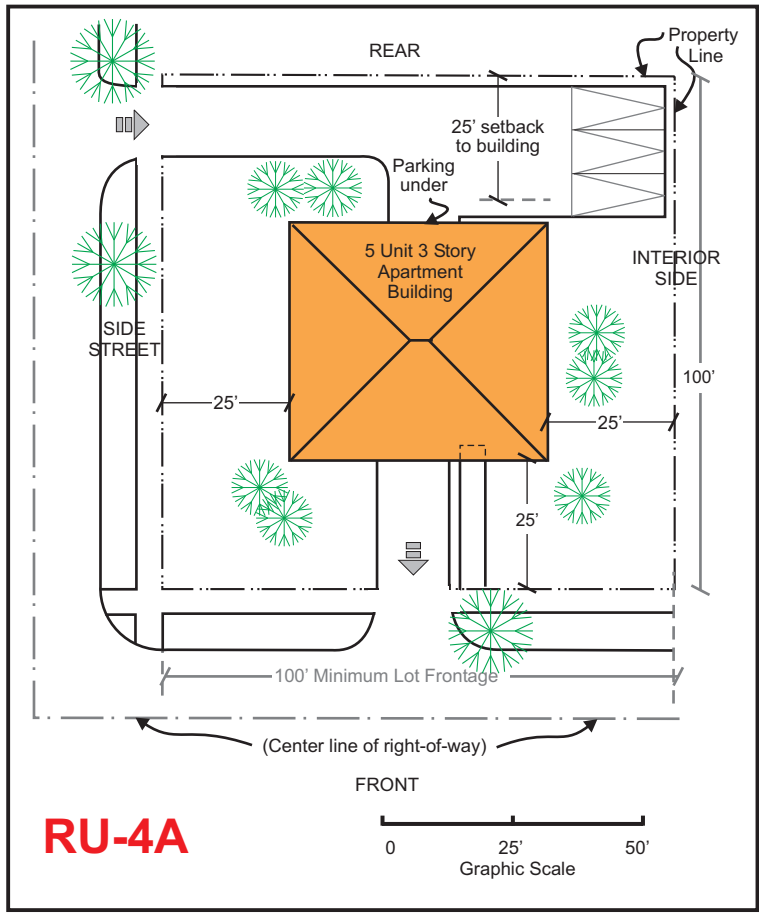 REAR
Property
Line
25’ setback
to building
Parking
under
5 Unit 3 Story
Apartment
Building
INTERIOR
SIDE
SIDE
STREET
100’
25’
25’
25’
100’ Minimum Lot Frontage
(Center line of right-of-way)
FRONT
RU-4A
0
25’
50’
Graphic Scale